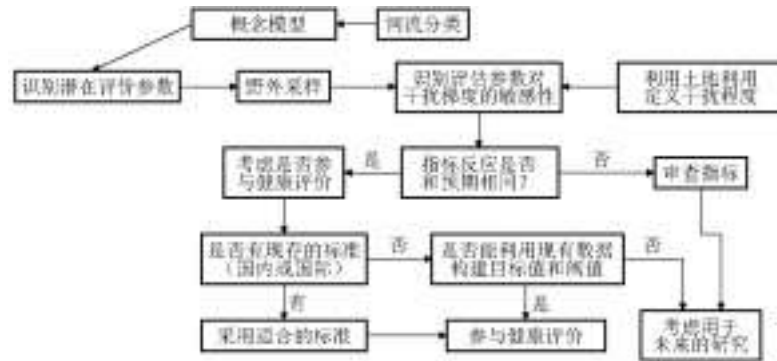 概念模型
河流分类
识别潜在评价参数
野外采样
识别评估参数对
干扰梯度的敏感性
利用土地利用
定义干扰程度
考虑是否参
与健康评价
是
指标反应是否
和预期相同？
否
审查指标
是否有现存的标准
（国内或国际）
否
是否能利用现有数据
构建目标值和阈值
否
有
是
采用适合的标准
参与健康评价
考虑用于
未来的研究